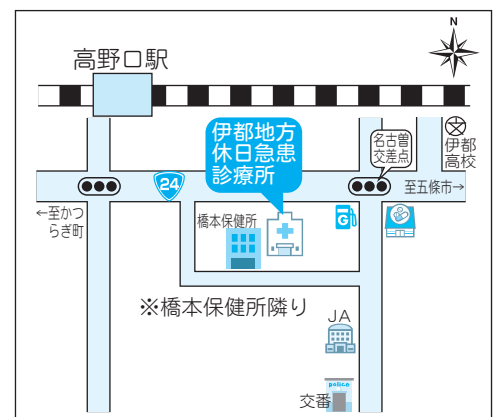 N
高野口駅
伊都地方
休日急患
診療所
名古曽
交差点
伊都
高校
24
至五條市→
←至かつ
らぎ町
橋本保健所
G
※橋本保健所隣り
JA
police
交番